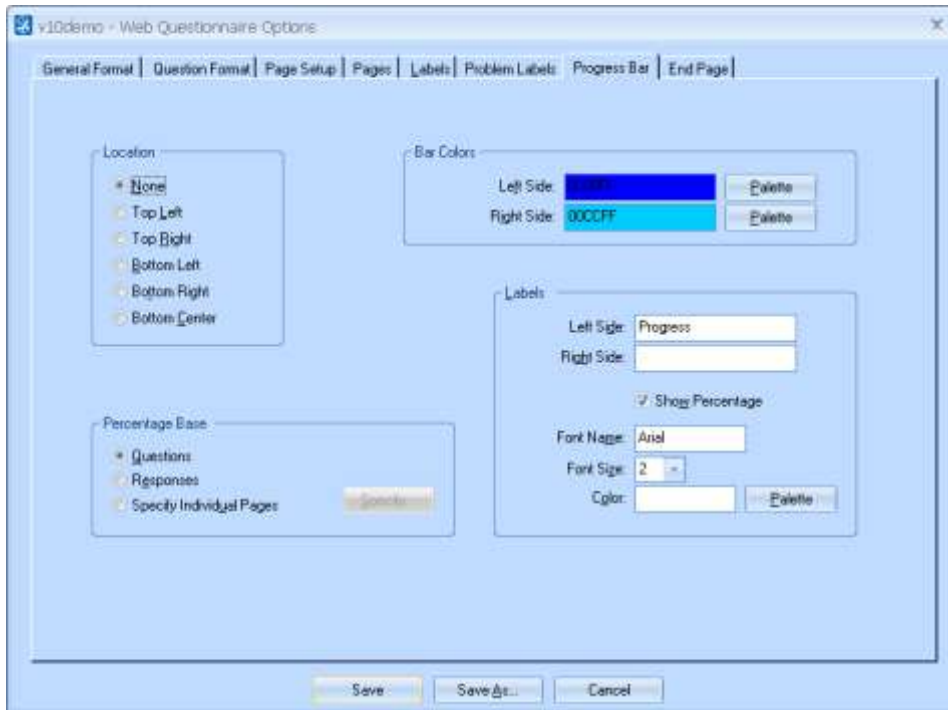 v10demo - Web Questionnaire Options
General Format Question Format Page Setup Pages Labels Problem Labels Progress Bar End Page
Location
None
Top Left
Top Right
Bottom Left
Bottom Right
Bottom Center
Bar Colors
Left Side: Palette
Right Side: 00CCFF Palette
Labels
Left Side: Progress
Right Side:
Show Percentage
Font Name: Arial
Font Size: 2
Color: Palette
Percentage Base
Questions
Responses
Specify Individual Pages
Save Save As... Cancel